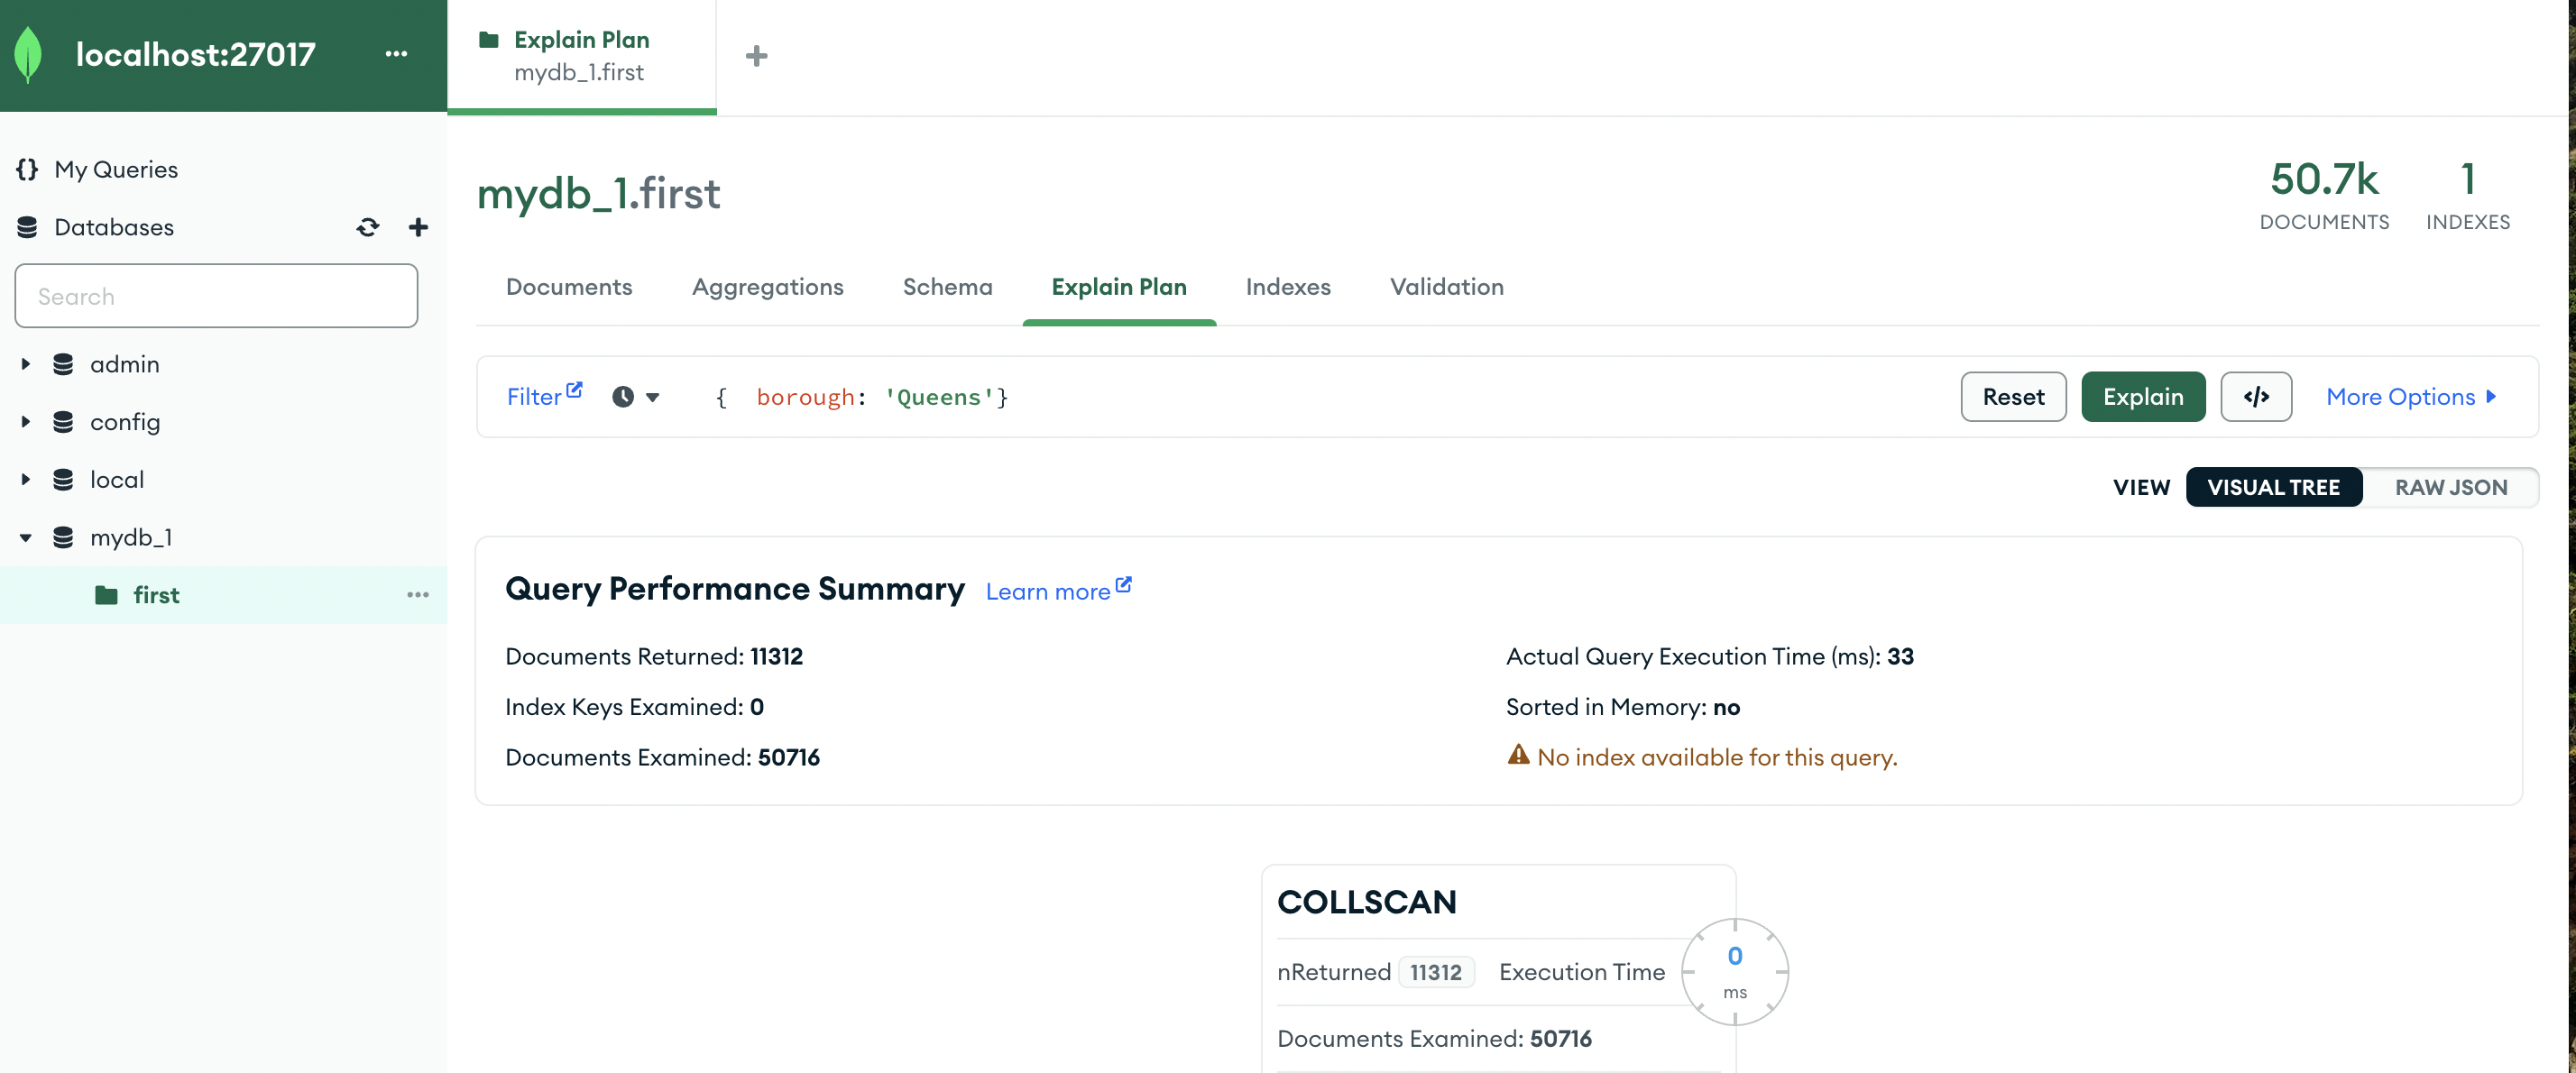 localhost:27017 ...
Explain Plan
mydb_1.first
My Queries
Databases
Search
admin
config
local
mydb_1
first ...
mydb_1.first
50.7k
DOCUMENTS
1
INDEXES
Documents Aggregations Schema Explain Plan Indexes Validation
Filter { borough: 'Queens'} Reset Explain </> More Options
VIEW VISUAL TREE RAW JSON
Query Performance Summary Learn more
Documents Returned: 11312
Index Keys Examined: 0
Documents Examined: 50716
Actual Query Execution Time (ms): 33
Sorted in Memory: no
No index available for this query.
COLLSCAN
nReturned 11312 Execution Time 0 ms
Documents Examined: 50716